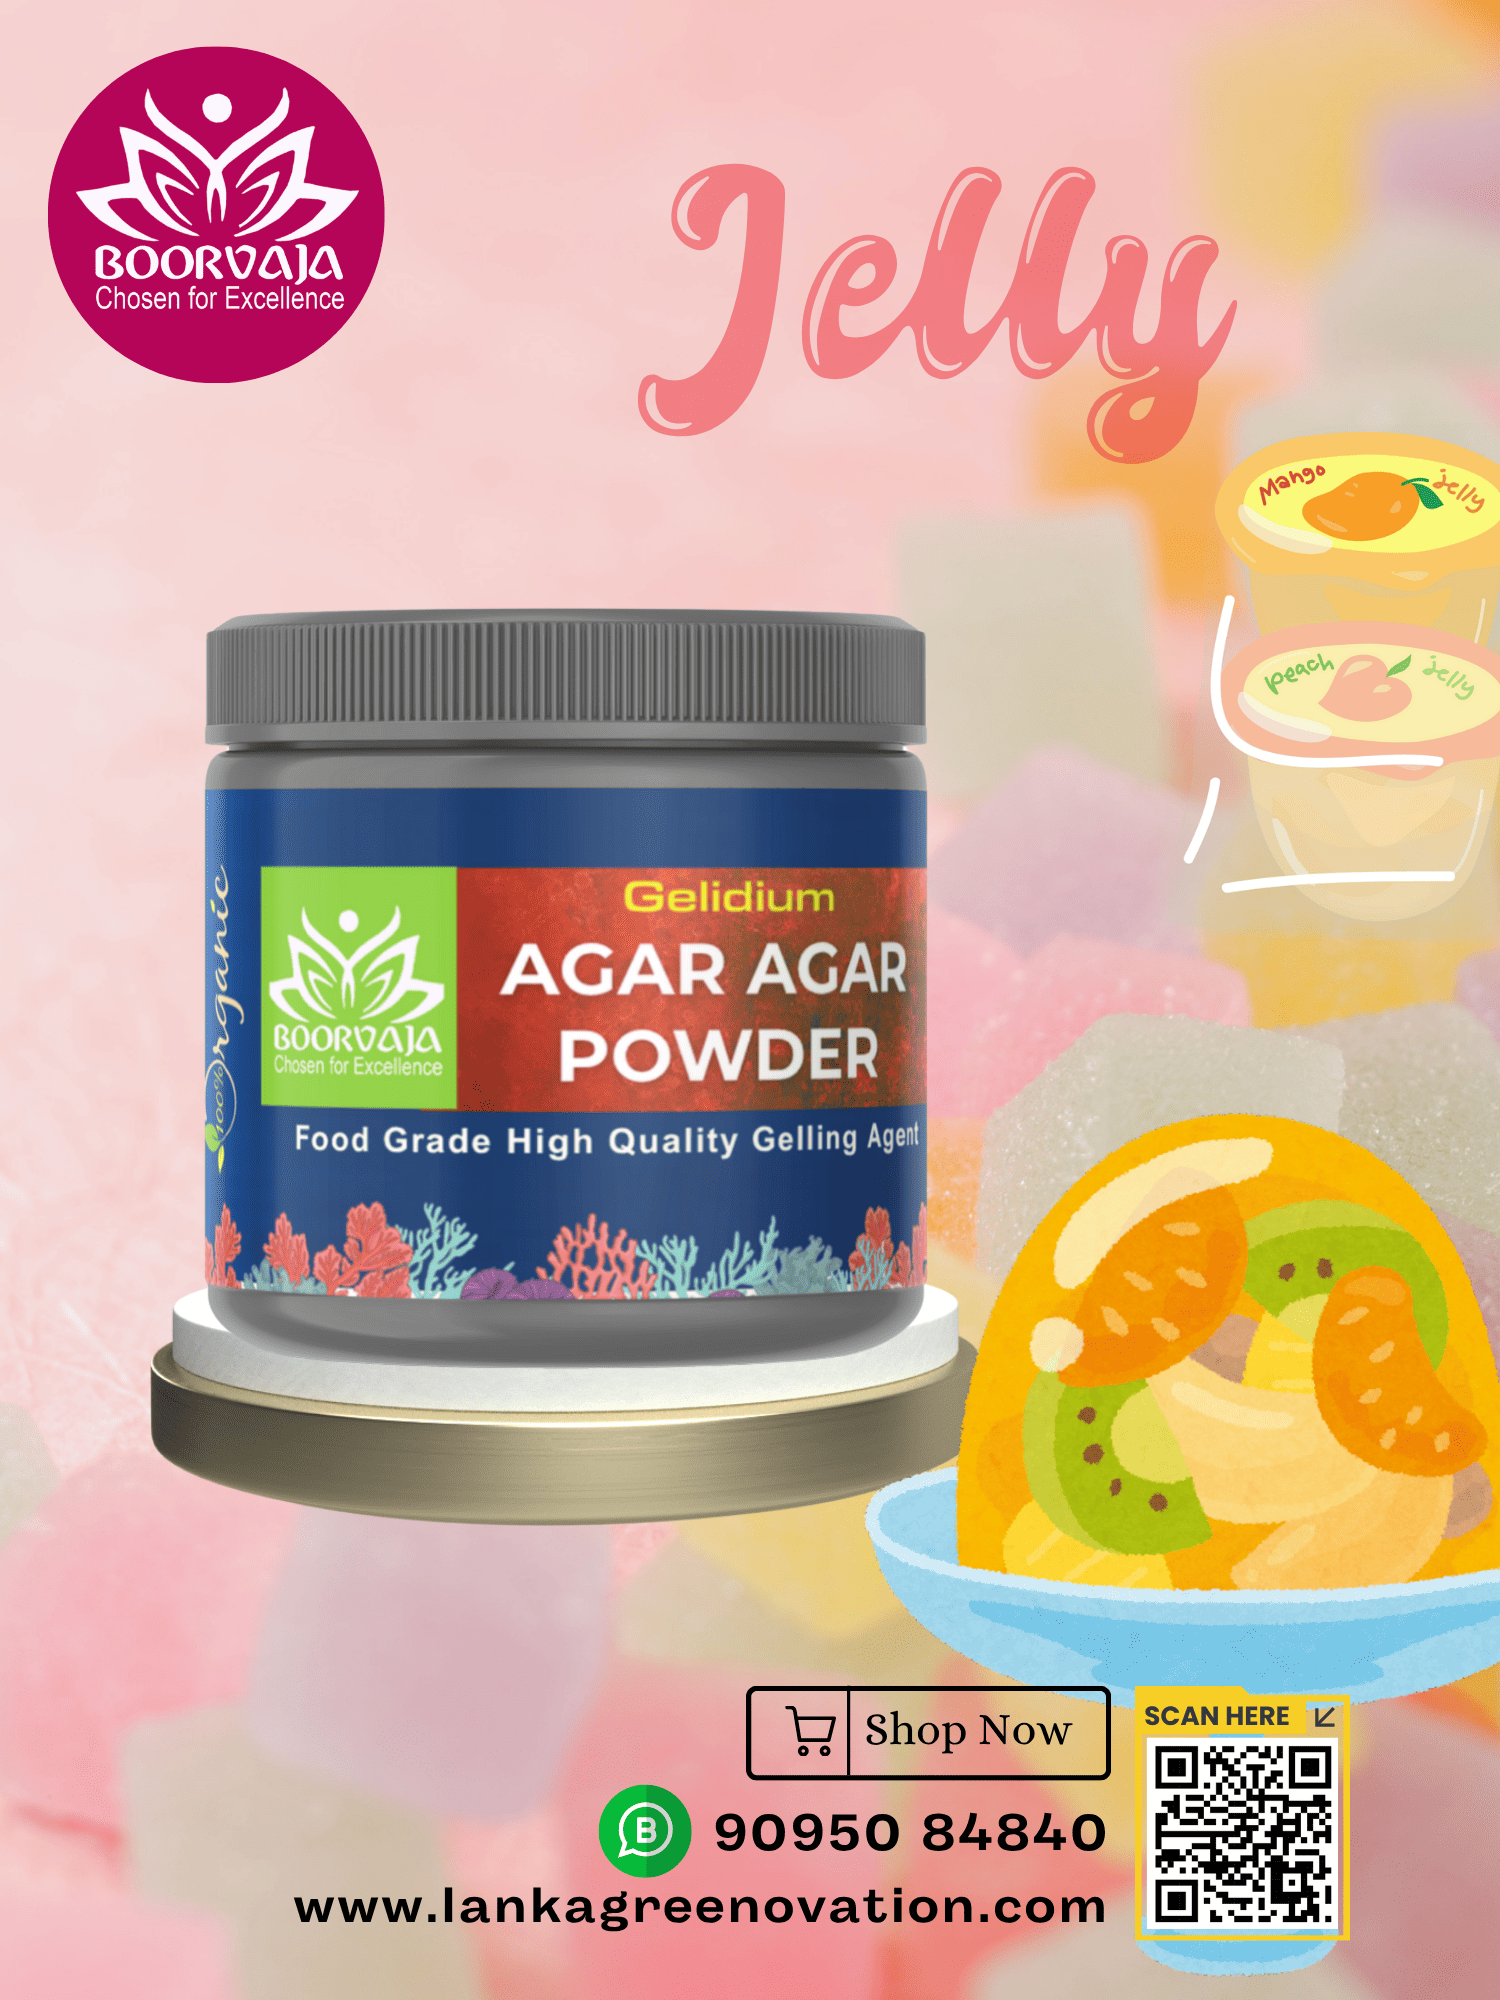 BOORVAJA
Chosen for Excellence
Jelly
Mango jelly
peach jelly
100% organic
Gelidium
AGAR AGAR
POWDER
BOORVAJA
Chosen for Excellence
Food Grade High Quality Gelling Agent
Shop Now
SCAN HERE
B
90950 84840
www.lankagreenovation.com